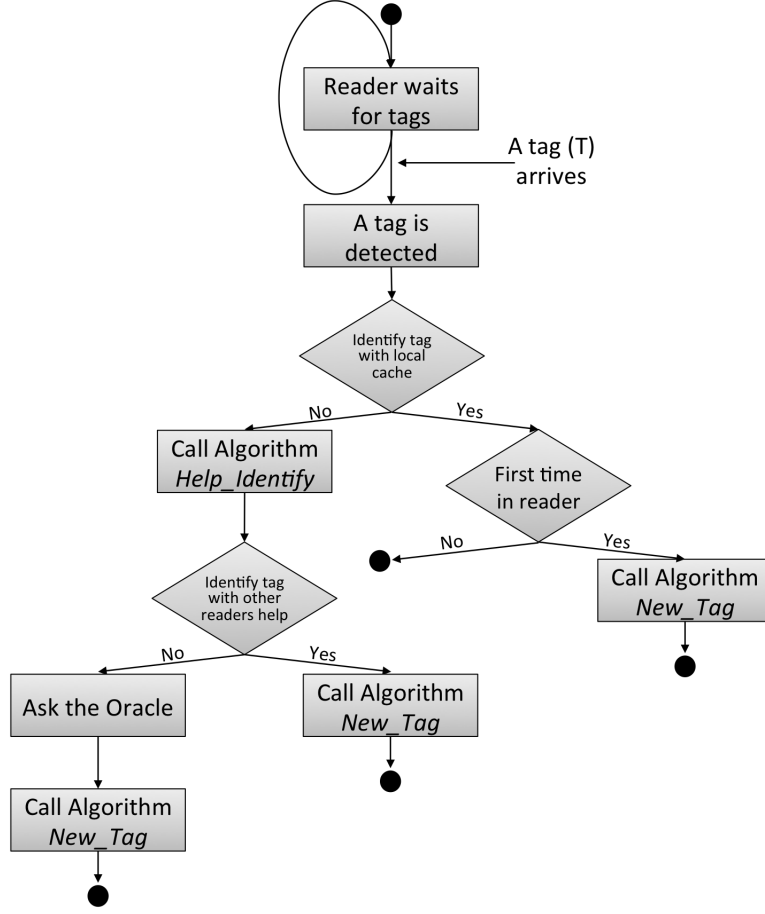 Reader waits
for tags
A tag (T)
arrives
A tag is
detected
Identify tag
with local
cache
No
Yes
Call Algorithm
Help_Identify
First time
in reader
No
Yes
Identify tag
with other
readers help
Call Algorithm
New_Tag
No
Yes
Ask the Oracle
Call Algorithm
New_Tag
Call Algorithm
New_Tag